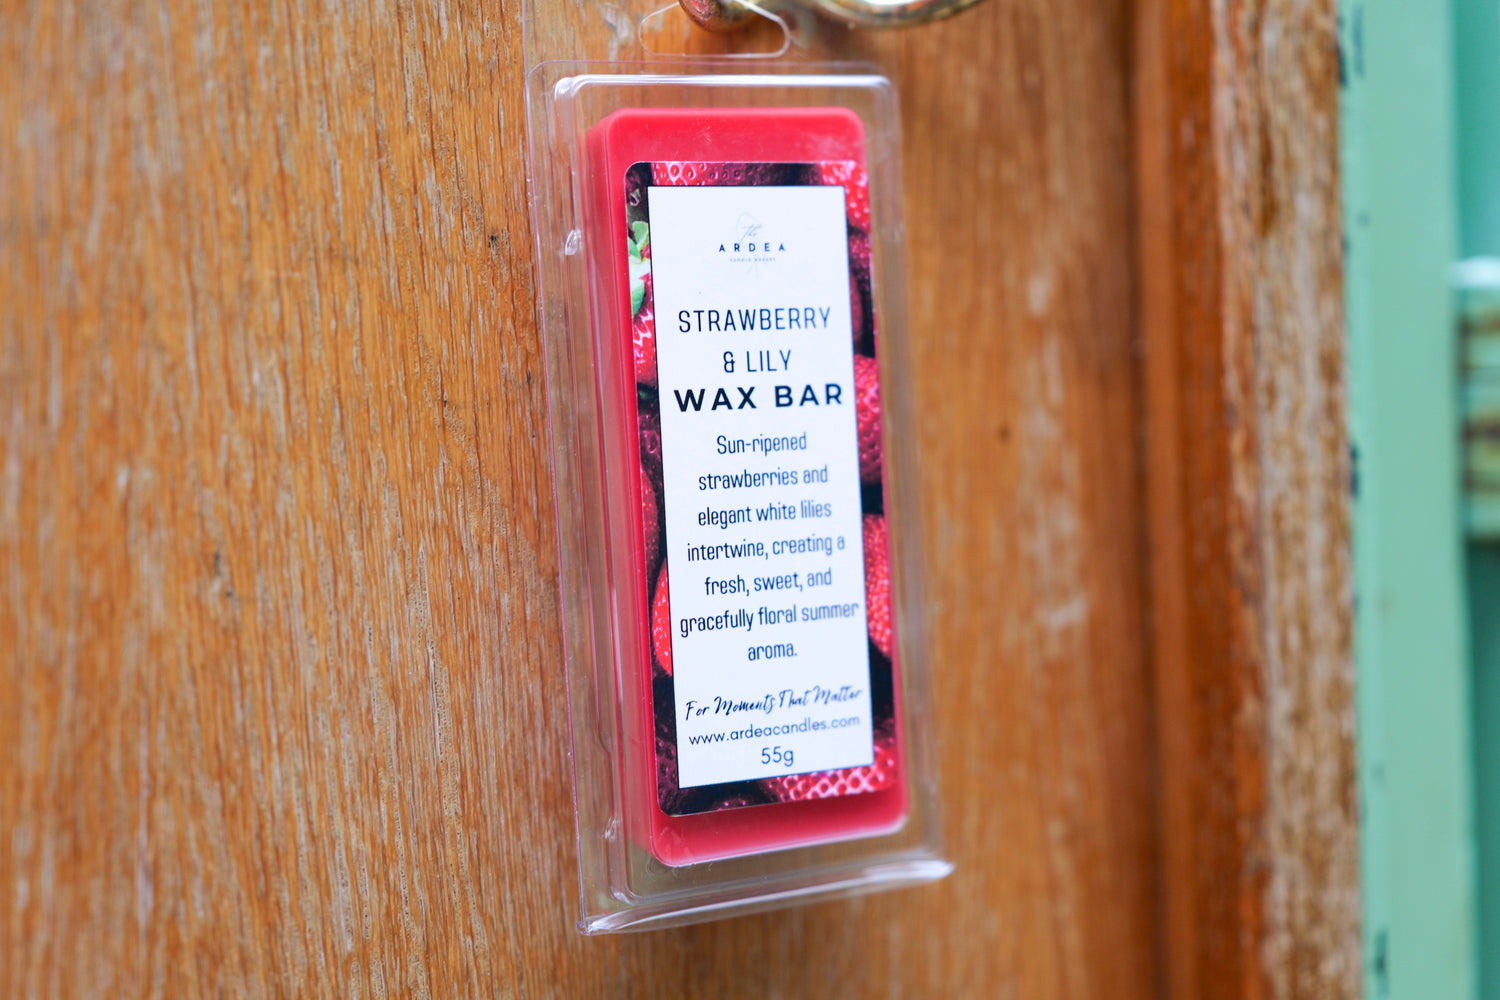 the
ARDEA
STRAWBERRY
& LILY
WAX BAR
Sun-ripened
strawberries and
elegant white lilies
intertwine, creating a
fresh, sweet, and
gracefully floral summer
aroma.
For Moments That Matter
www.ardeacandles.com
55g